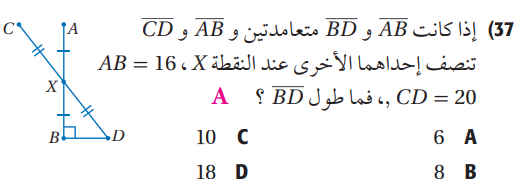 37) إذا كانت AB و BD متعامدتين و AB و CD
تنصف إحداهما الأخرى عند النقطة X ، AB = 16
, CD = 20 ,، فما طول BD ؟ A
6 A
10 C
8 B
18 D
C
A
X
B
D